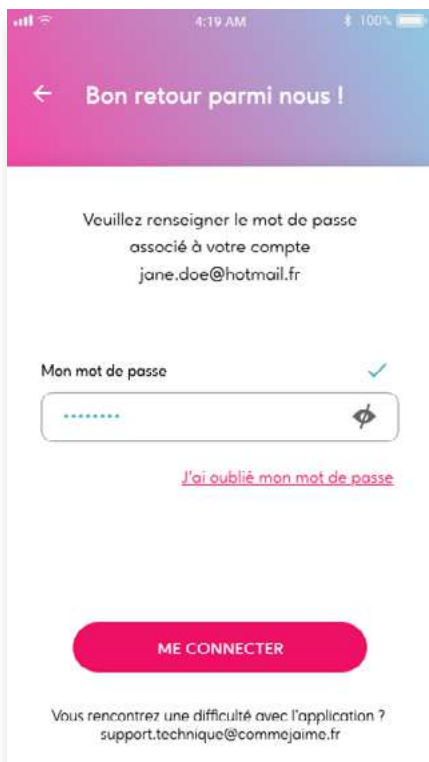 4:19 AM 100%
Bon retour parmi nous !
Veuillez renseigner le mot de passe
associé à votre compte
jane.doe@hotmail.fr
Mon mot de passe
J'ai oublié mon mot de passe
ME CONNECTER
Vous rencontrez une difficulté avec l'application ?
support.technique@commejaime.fr